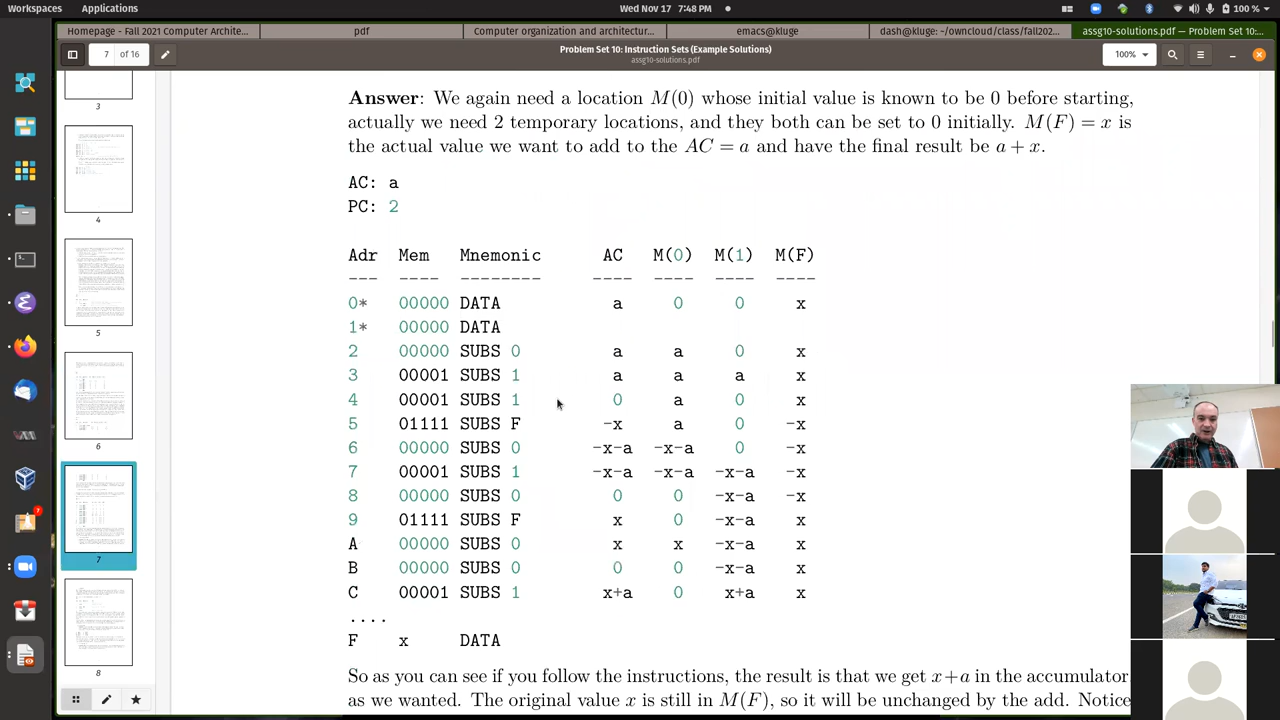 Workspaces Applications Wed Nov 17 7:48 PM 100 %
Homepage - Fall 2021 Computer Archite... pdf Computer organization and architectur... emacs@kluge dash@kluge: ~/owncloud/class/fall202... assg10-solutions.pdf — Problem Set 10:...
7 of 16 Problem Set 10: Instruction Sets (Example Solutions) 100%
assg10-solutions.pdf
3
4
5
6
7
8
7
Answer: We again need a location M(0) whose initial value is known to be 0 before starting,
actually we need 2 temporary locations, and they both can be set to 0 initially. M(F) = x is
the actual value we want to add to the AC = a and have the final result be a + x.
AC: a
PC: 2
Adr Mem Mnemonic AC M(0) M(1) M(F)
--- ---- -------- ---- ---- ---- ----
0* 00000 DATA a 0 0 x
1* 00000 DATA
2 00000 SUBS 0 a a 0 x
3 00001 SUBS 1 a a a x
4 00001 SUBS 1 0 a 0 x
5 01111 SUBS F -x a 0 -x
6 00000 SUBS 0 -x-a -x-a 0 -x
7 00001 SUBS 1 -x-a -x-a -x-a -x
8 00000 SUBS 0 0 0 -x-a -x
9 01111 SUBS F x 0 -x-a x
A 00000 SUBS 0 x x -x-a x
B 00000 SUBS 0 0 0 -x-a x
C 00001 SUBS 1 x+a 0 x+a x
....
F x DATA
So as you can see if you follow the instructions, the result is that we get x+a in the accumulator
as we wanted. The original value x is still in M(F), so it will be unchanged by the add. Notice